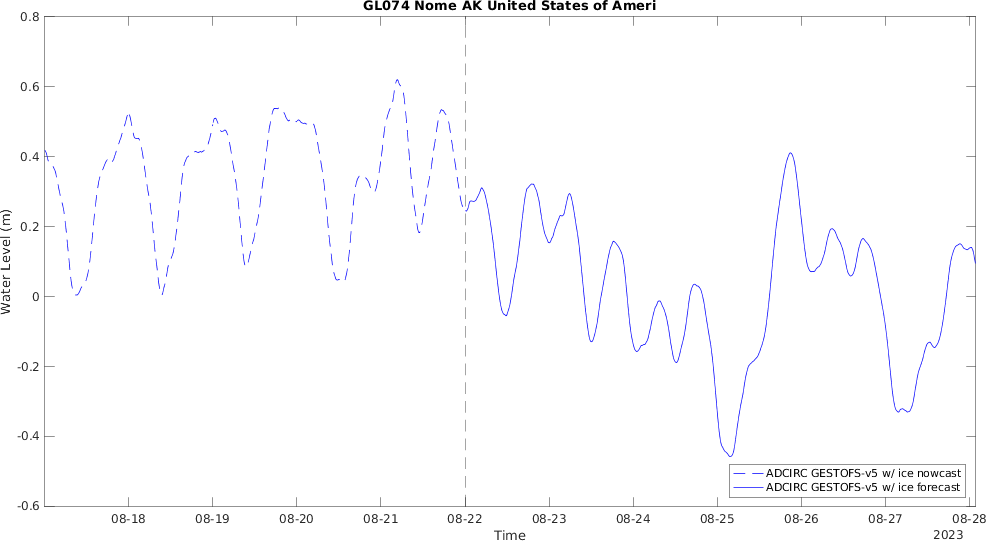 GL074 Nome AK United States of Ameri
0.8
0.6
0.4
0.2
0
-0.2
-0.4
-0.6
Water Level (m)
ADCIRC GESTOFS-v5 w/ ice nowcast
ADCIRC GESTOFS-v5 w/ ice forecast
08-18 08-19 08-20 08-21 08-22 08-23 08-24 08-25 08-26 08-27 08-28
Time
2023